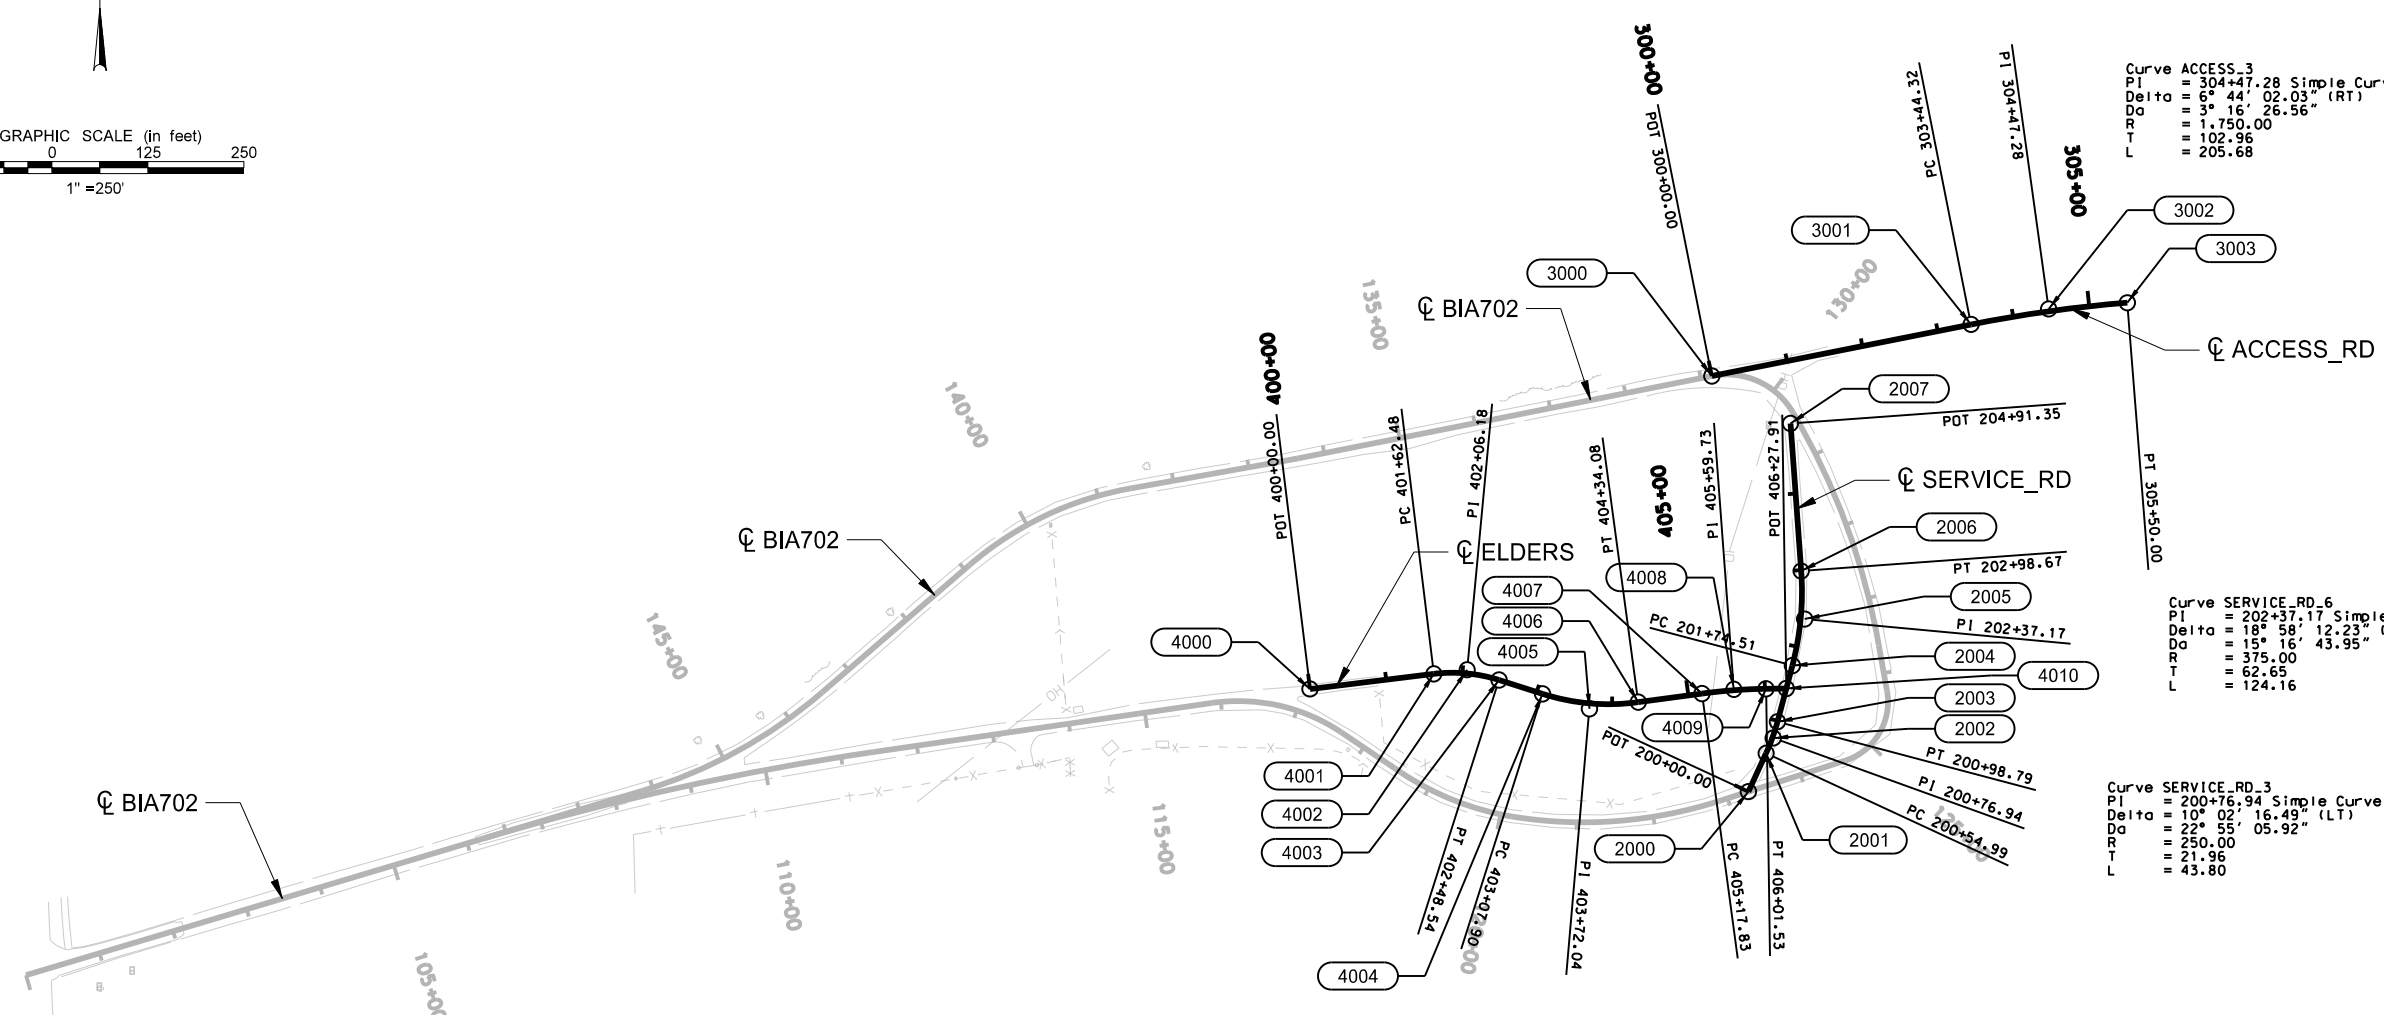 GRAPHIC SCALE (in feet)
0 125 250
1" =250'
300+00
POT 300+00.00
PC 303+44.32
PI 304+47.28
305+00
Curve ACCESS_3
PI = 304+47.28 Simple Curv
Delta = 6° 44' 02.03" (RT)
Da = 3° 16' 26.56"
R = 1,750.00
T = 102.96
L = 205.68
3000
3001
3002
3003
130+00
135+00
℄ BIA702
℄ ACCESS_RD
400+00
POT 400+00.00
140+00
PC 401+62.48
PI 402+06.18
PT 404+34.08
405+00
PI 405+59.73
POT 406+27.91
2007
POT 204+91.35
℄ SERVICE_RD
PT 305+50.00
℄ BIA702
℄ ELDERS
2006
PT 202+98.67
4007
4008
4006
4005
2005
PI 202+37.17
PC 201+74.51
Curve SERVICE_RD_6
PI = 202+37.17 Simple
Delta = 18° 58' 12.23"
Da = 15° 16' 43.95"
R = 375.00
T = 62.65
L = 124.16
145+00
4000
OH
2004
4010
2003
4009
2002
POT 200+00.00
PT 200+98.79
PI 200+76.94
PC 200+54.99
4001
4002
4003
℄ BIA702
115+00
2000
2001
Curve SERVICE_RD_3
PI = 200+76.94 Simple Curve
Delta = 10° 02' 16.49" (LT)
Da = 22° 55' 05.92"
R = 250.00
T = 21.96
L = 43.80
110+00
PT 402+48.54
PC 403+07.90
PI 403+72.04
PC 405+17.83
PT 406+01.53
4004
105+00